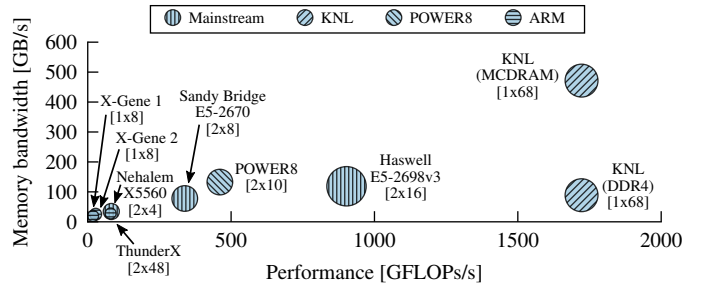 Mainstream KNL POWER8 ARM
Memory bandwidth [GB/s]
600
500
400
300
200
100
0
KNL
(MCDRAM)
[1x68]
X-Gene 1
[1x8]
Sandy Bridge
E5-2670
[2x8]
X-Gene 2
[1x8]
Nehalem
X5560
[2x4]
POWER8
[2x10]
Haswell
E5-2698v3
[2x16]
KNL
(DDR4)
[1x68]
ThunderX
[2x48]
0 500 1000 1500 2000
Performance [GFLOPs/s]